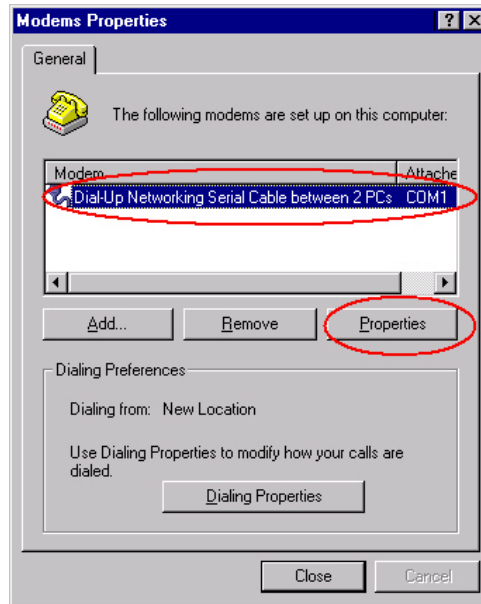 Modems Properties
General
The following modems are set up on this computer:
Modem Attache
Dial-Up Networking Serial Cable between 2 PCs COM1
Add... Remove Properties
Dialing Preferences
Dialing from: New Location
Use Dialing Properties to modify how your calls are
dialed.
Dialing Properties
Close Cancel